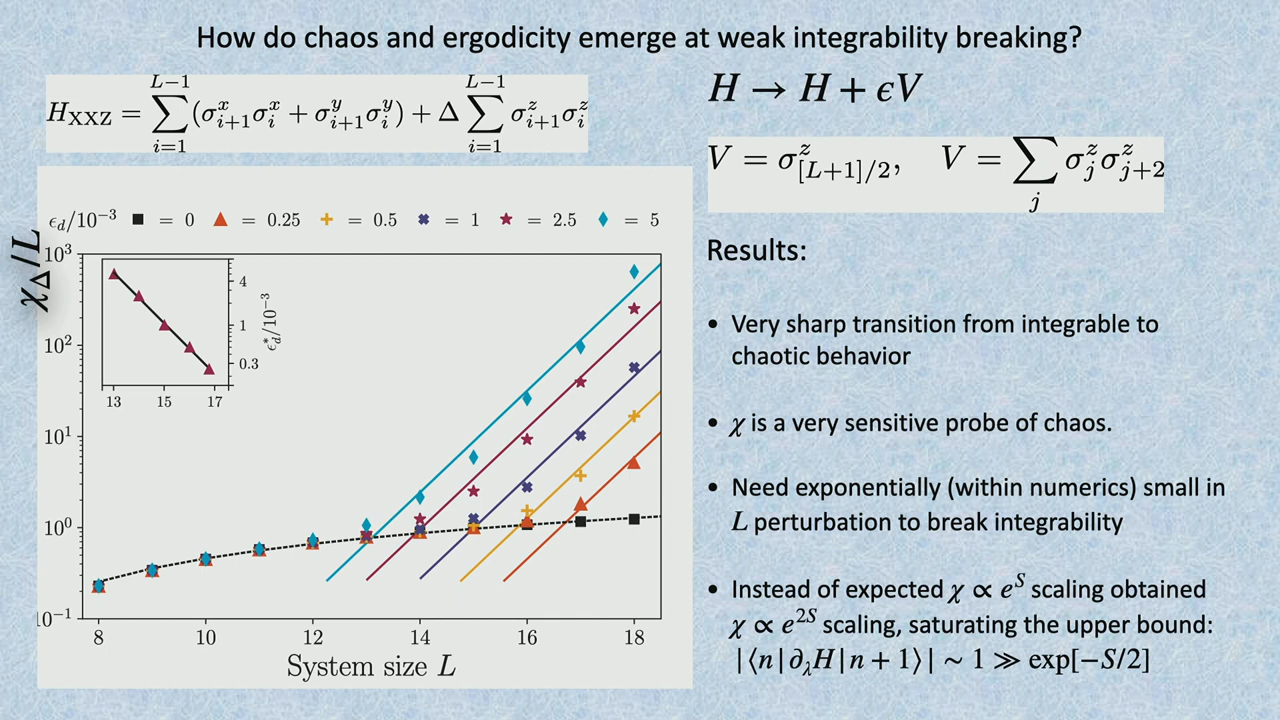 How do chaos and ergodicity emerge at weak integrability breaking?
H_XXZ = ∑_{i=1}^{L−1} (σ^x_{i+1}σ^x_i + σ^y_{i+1}σ^y_i) + Δ ∑_{i=1}^{L−1} σ^z_{i+1}σ^z_i
H → H + ϵV
V = σ^z_{[L+1]/2}, V = ∑_j σ^z_j σ^z_{j+2}
ϵ_d/10^{−3} = 0 = 0.25 = 0.5 = 1 = 2.5 = 5
χ_Δ/L
10^3
10^2
10^1
10^0
10^{−1}
4
1
0.3
ϵ*_d/10^{−3}
13 15 17
8 10 12 14 16 18
System size L
Results:
• Very sharp transition from integrable to
chaotic behavior
• χ is a very sensitive probe of chaos.
• Need exponentially (within numerics) small in
L perturbation to break integrability
• Instead of expected χ ∝ e^S scaling obtained
χ ∝ e^{2S} scaling, saturating the upper bound:
|⟨n|∂_λH|n + 1⟩| ∼ 1 ≫ exp[−S/2]